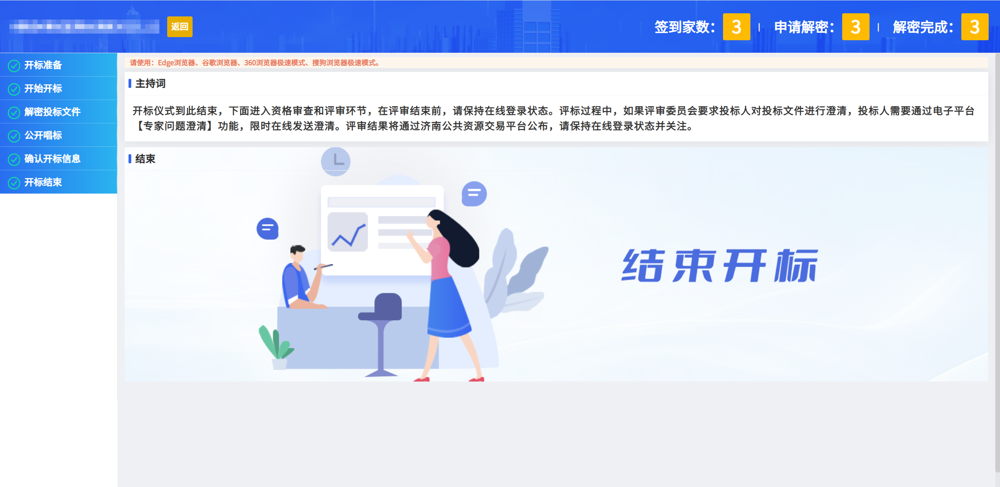 返回
签到家数： 3 | 申请解密： 3 | 解密完成： 3
开标准备
开始开标
解密投标文件
公开唱标
确认开标信息
开标结束
请使用：Edge浏览器、谷歌浏览器、360浏览器极速模式、搜狗浏览器极速模式。
主持词
开标仪式到此结束，下面进入资格审查和评审环节，在评审结束前，请保持在线登录状态。评标过程中，如果评审委员会要求投标人对投标文件进行澄清，投标人需要通过电子平台
【专家问题澄清】功能，限时在线发送澄清。评审结果将通过济南公共资源交易平台公布，请保持在线登录状态并关注。
结束
结束开标